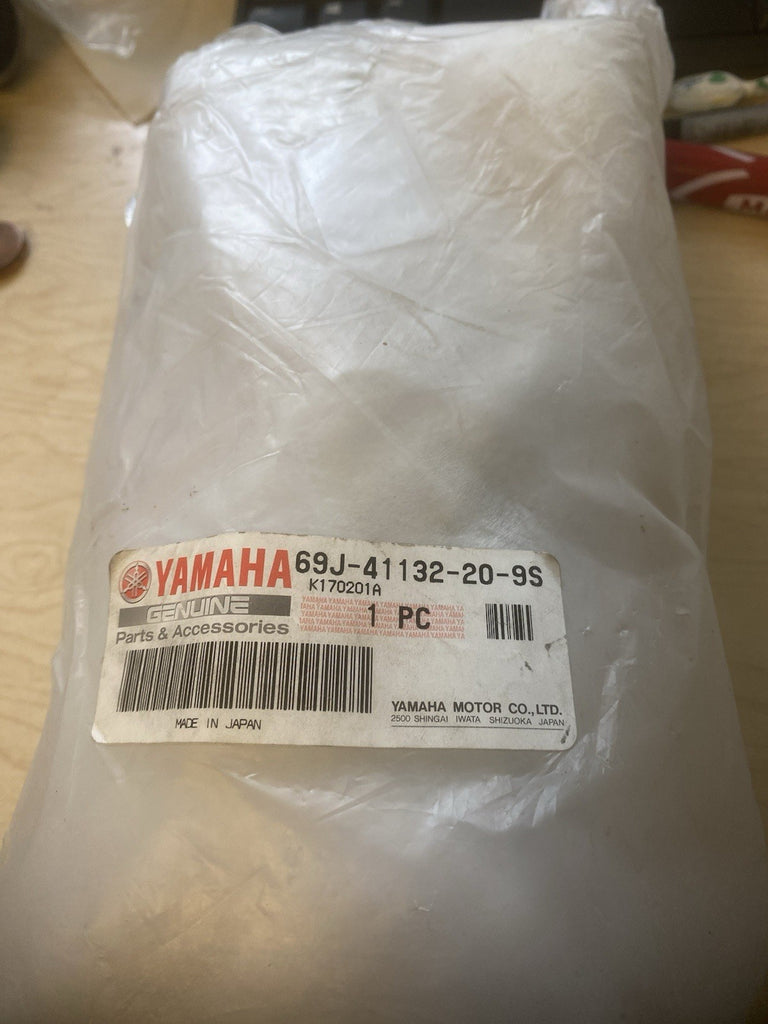 YAMAHA 69J-41132-20-9S
K170201A
GENUINE
1 PC
Parts & Accessories
MADE IN JAPAN
YAMAHA MOTOR CO.,LTD.
2500 SHINGAI IWATA SHIZUOKA JAPAN